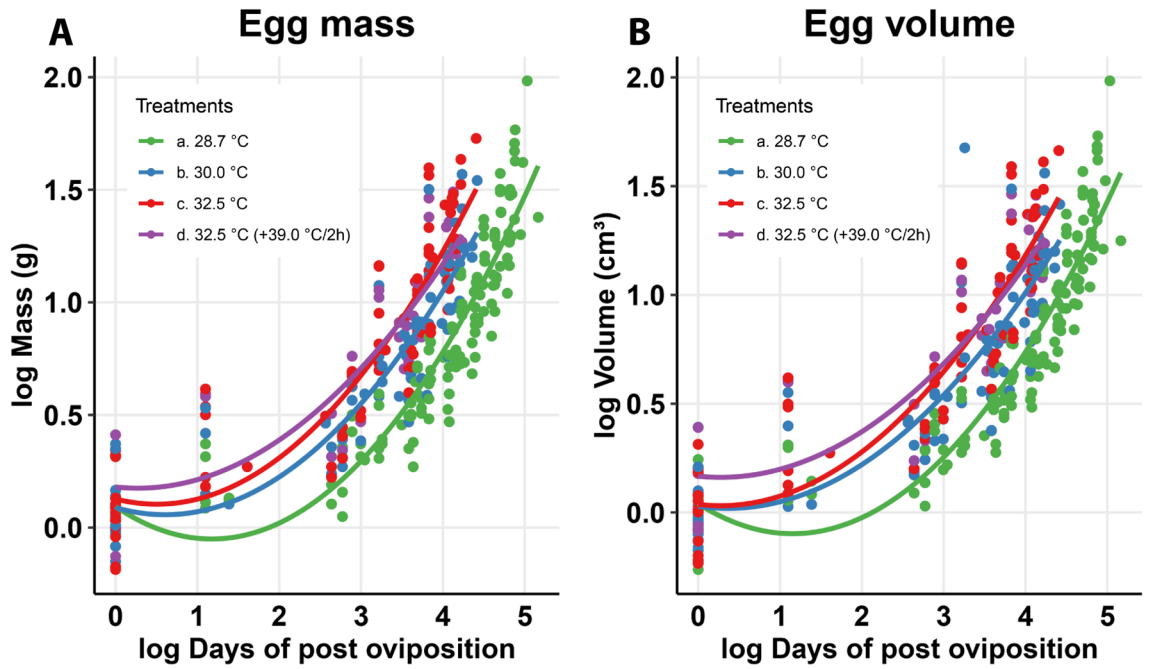 A
Egg mass
2.0
1.5
1.0
0.5
0.0
log Mass (g)
Treatments
a. 28.7 °C
b. 30.0 °C
c. 32.5 °C
d. 32.5 °C (+39.0 °C/2h)
0 1 2 3 4 5
log Days of post oviposition
B
Egg volume
2.0
1.5
1.0
0.5
0.0
log Volume (cm³)
Treatments
a. 28.7 °C
b. 30.0 °C
c. 32.5 °C
d. 32.5 °C (+39.0 °C/2h)
0 1 2 3 4 5
log Days of post oviposition